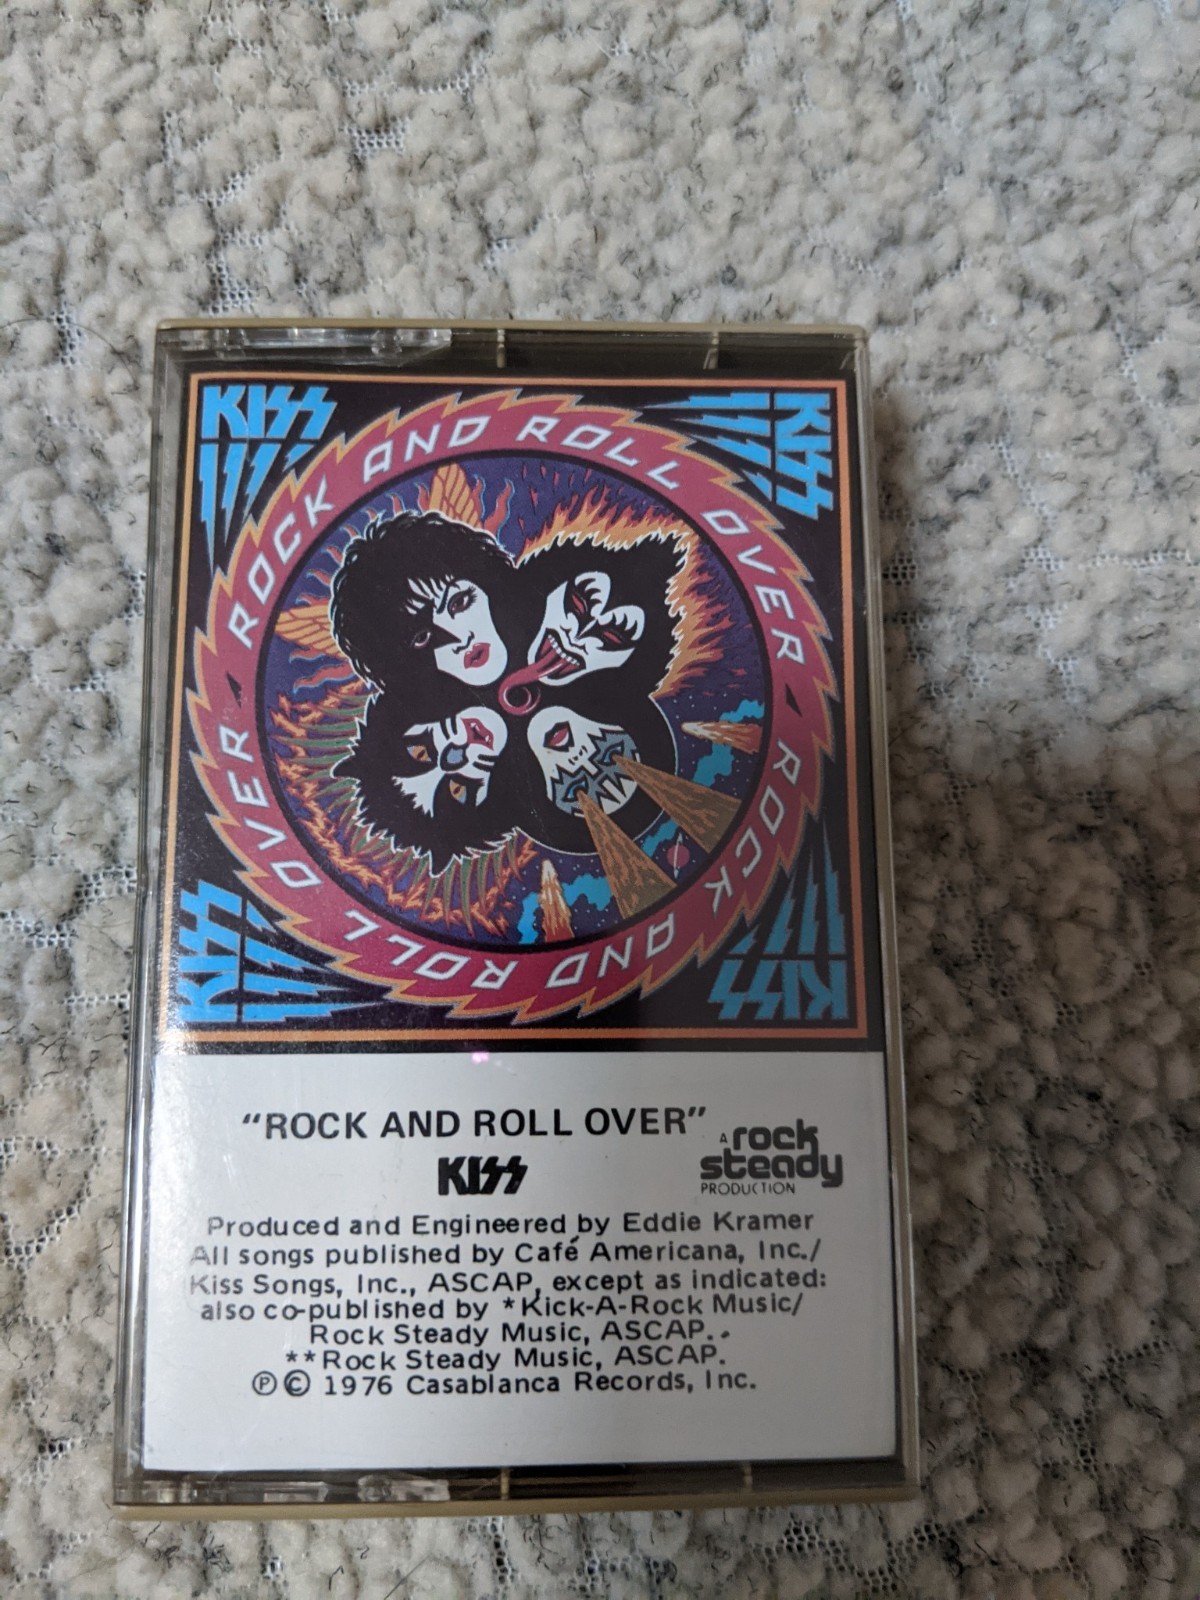 KISS KISS
ROCK AND ROLL OVER ROCK AND ROLL OVER
KISS KISS
"ROCK AND ROLL OVER"
KISS
A rock
steady
PRODUCTION
Produced and Engineered by Eddie Kramer
All songs published by Café Americana, Inc./
Kiss Songs, Inc., ASCAP, except as indicated:
also co-published by *Kick-A-Rock Music/
Rock Steady Music, ASCAP..
**Rock Steady Music, ASCAP.
℗ © 1976 Casablanca Records, Inc.